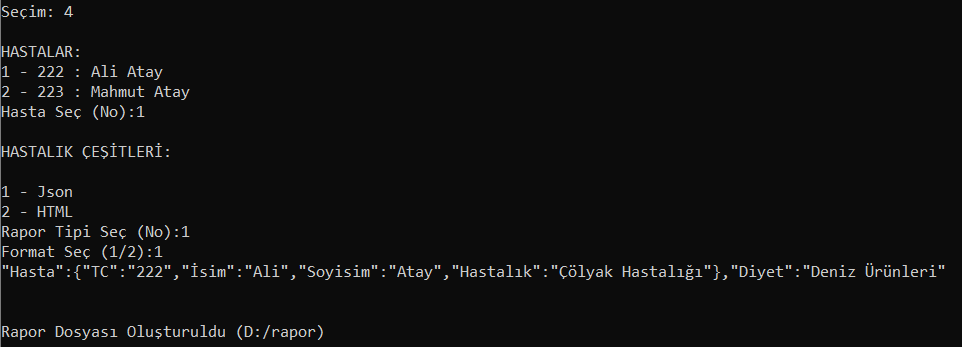 Seçim: 4
HASTALAR:
1 - 222 : Ali Atay
2 - 223 : Mahmut Atay
Hasta Seç (No):1
HASTALIK ÇEŞİTLERİ:
1 - Json
2 - HTML
Rapor Tipi Seç (No):1
Format Seç (1/2):1
"Hasta":{"TC":"222","İsim":"Ali","Soyisim":"Atay","Hastalık":"Çölyak Hastalığı"},"Diyet":"Deniz Ürünleri"
Rapor Dosyası Oluşturuldu (D:/rapor)